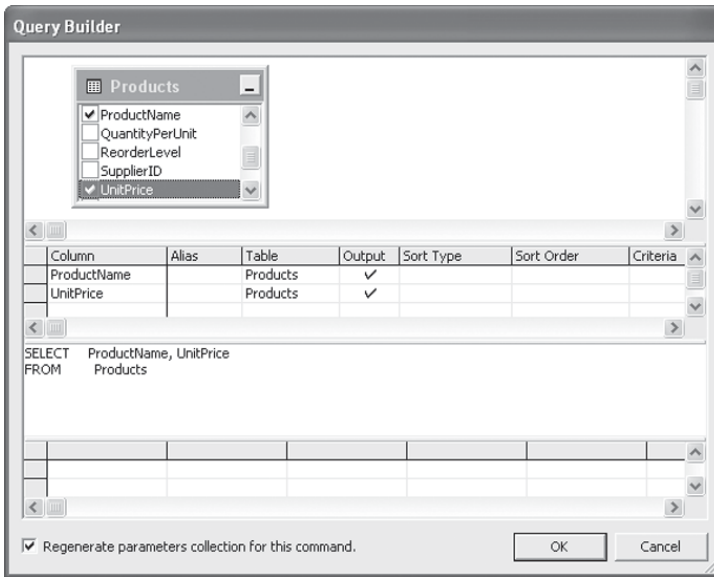 Query Builder
Products
ProductName
QuantityPerUnit
ReorderLevel
SupplierID
UnitPrice
Column Alias Table Output Sort Type Sort Order Criteria
ProductName Products
UnitPrice Products
SELECT ProductName, UnitPrice
FROM Products
Regenerate parameters collection for this command. OK Cancel